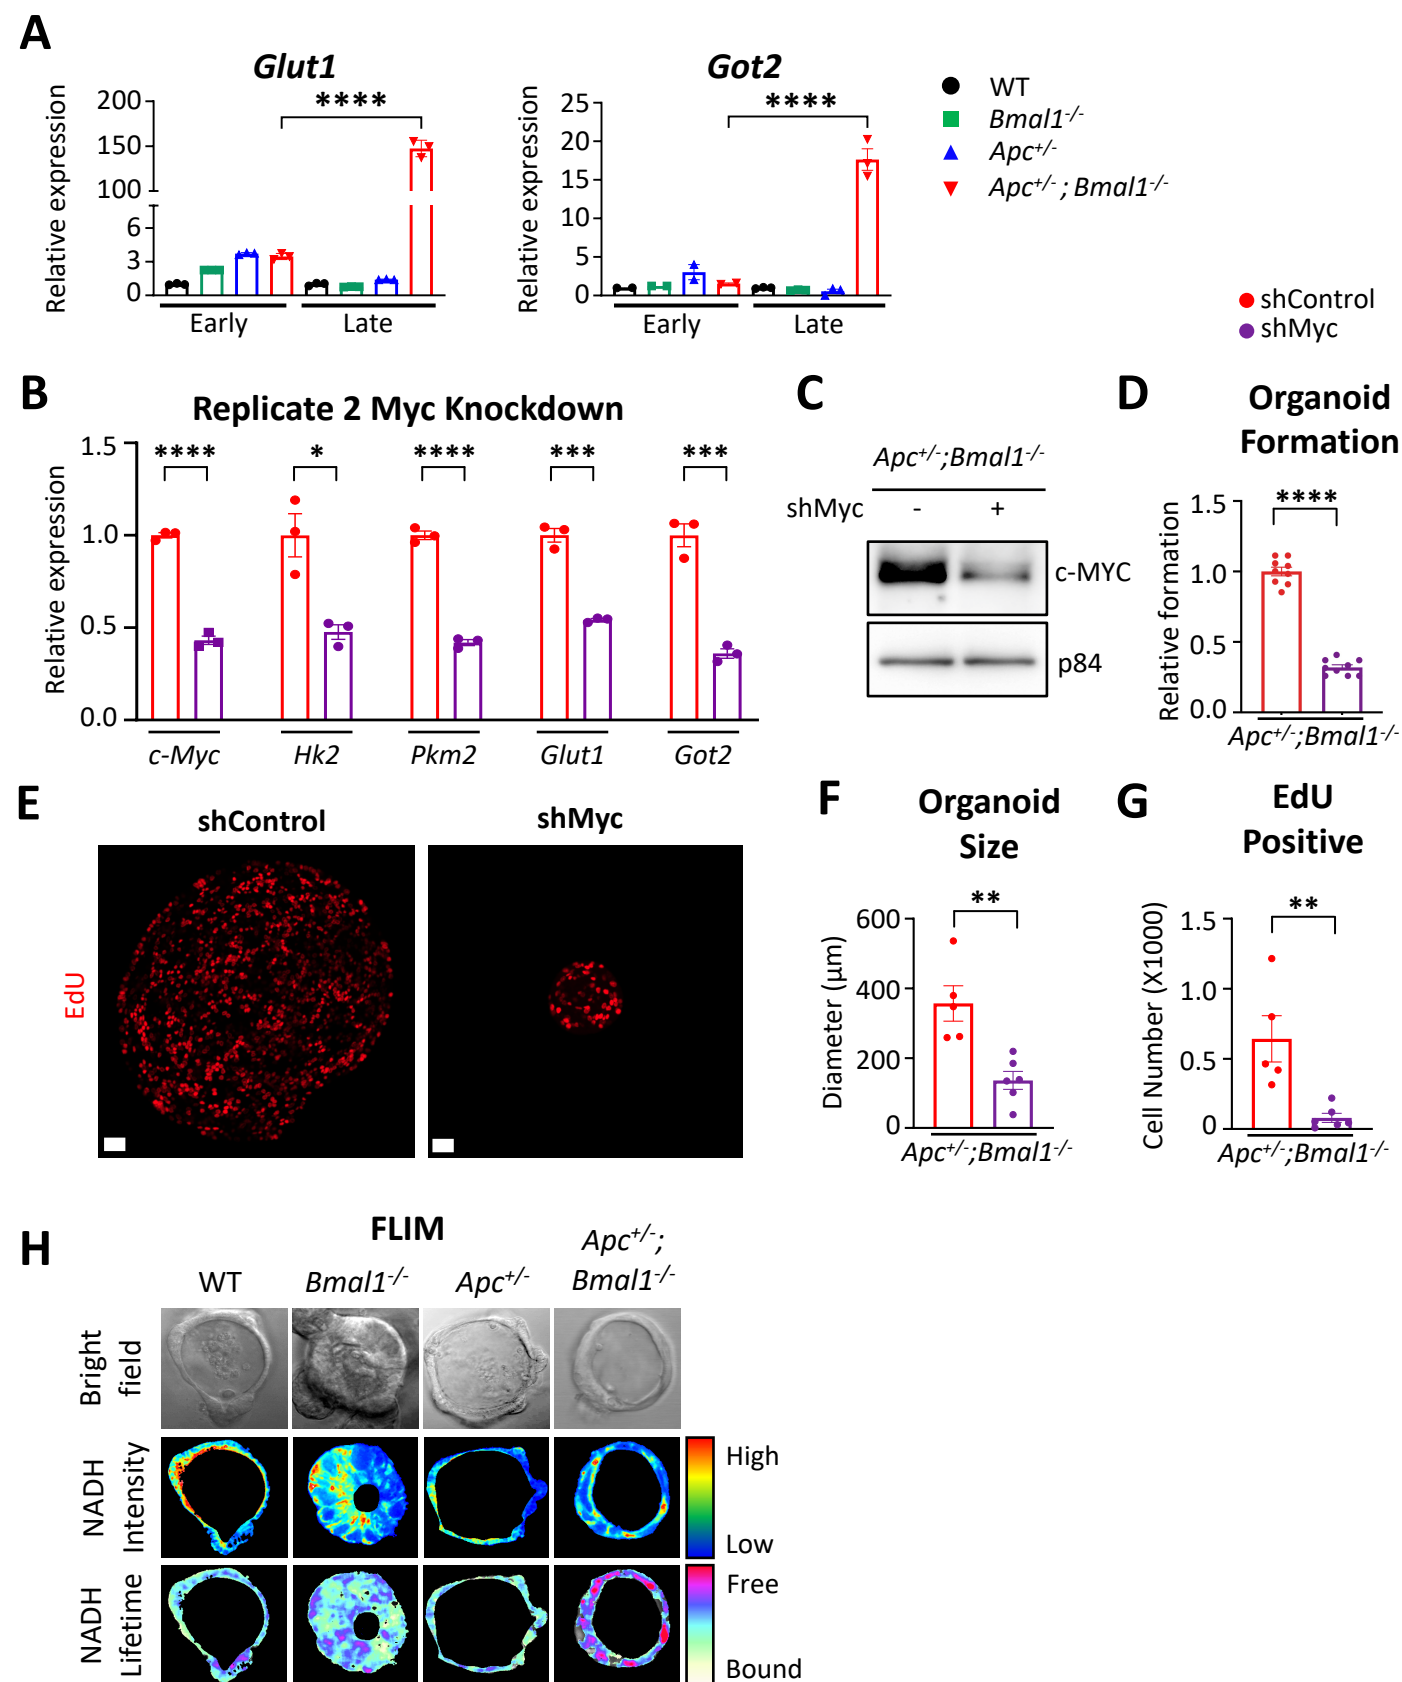 A
Glut1
Relative expression
200
150
100
6
3
0
****
Early
Late
Got2
Relative expression
25
20
15
10
5
0
****
Early
Late
WT
Bmal1-/-
Apc+/-
Apc+/- ; Bmal1-/-
shControl
shMyc
B
Replicate 2 Myc Knockdown
Relative expression
1.5
1.0
0.5
0.0
****
*
****
***
***
c-Myc
Hk2
Pkm2
Glut1
Got2
C
Apc+/-;Bmal1-/-
shMyc - +
c-MYC
p84
D
Organoid
Formation
Relative formation
1.5
1.0
0.5
0.0
****
Apc+/-;Bmal1-/-
E
shControl
shMyc
EdU
F
Organoid
Size
Diameter (µm)
600
400
200
0
**
Apc+/-;Bmal1-/-
G
EdU
Positive
Cell Number (X1000)
1.5
1.0
0.5
0
**
Apc+/-;Bmal1-/-
H
FLIM
WT
Bmal1-/-
Apc+/-
Apc+/-;
Bmal1-/-
Bright
field
NADH
Intensity
High
Low
NADH
Lifetime
Free
Bound